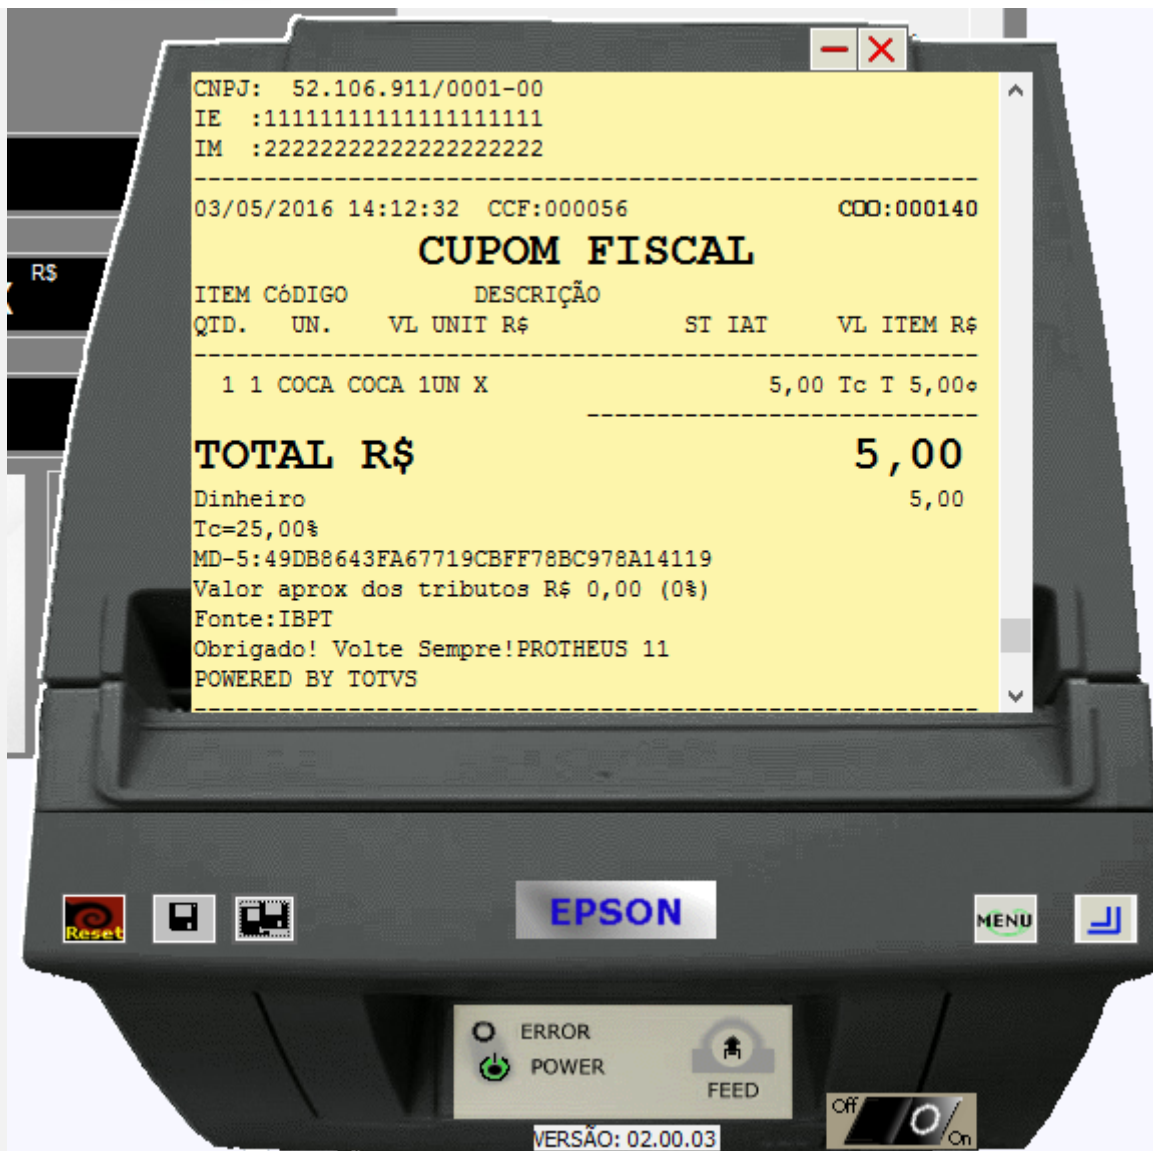 CNPJ:  52.106.911/0001-00
IE  :11111111111111111111
IM  :22222222222222222222
--------------------------------------------------------
03/05/2016 14:12:32  CCF:000056 COO:000140
CUPOM FISCAL
ITEM CóDIGO DESCRIÇÃO
QTD. UN. VL UNIT R$ ST IAT VL ITEM R$
--------------------------------------------------------
1 1 COCA COCA 1UN X 5,00 Tc T 5,00¢
----------------------------
TOTAL R$ 5,00
Dinheiro 5,00
Tc=25,00%
MD-5:49DB8643FA67719CBFF78BC978A14119
Valor aprox dos tributos R$ 0,00 (0%)
Fonte:IBPT
Obrigado! Volte Sempre!PROTHEUS 11
POWERED BY TOTVS
--------------------------------------------------------
R$
Reset
EPSON
MENU
ERROR
POWER
FEED
Off
On
VERSÃO: 02.00.03